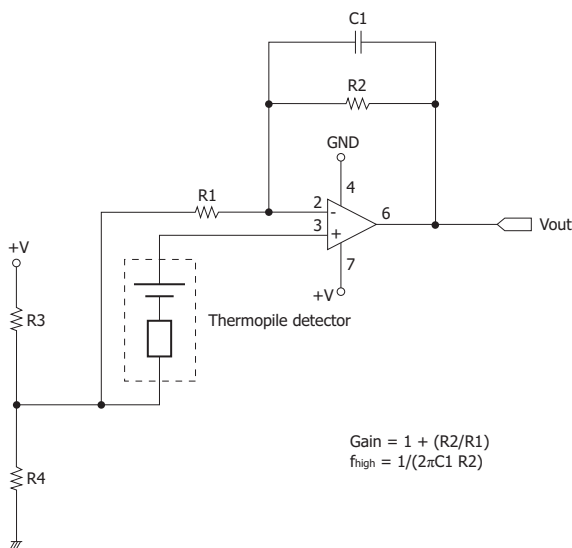 C1
R2
GND
4
R1
2
-
6
3
+
Vout
+V
7
+V
R3
Thermopile detector
Gain = 1 + (R2/R1)
fhigh = 1/(2πC1 R2)
R4